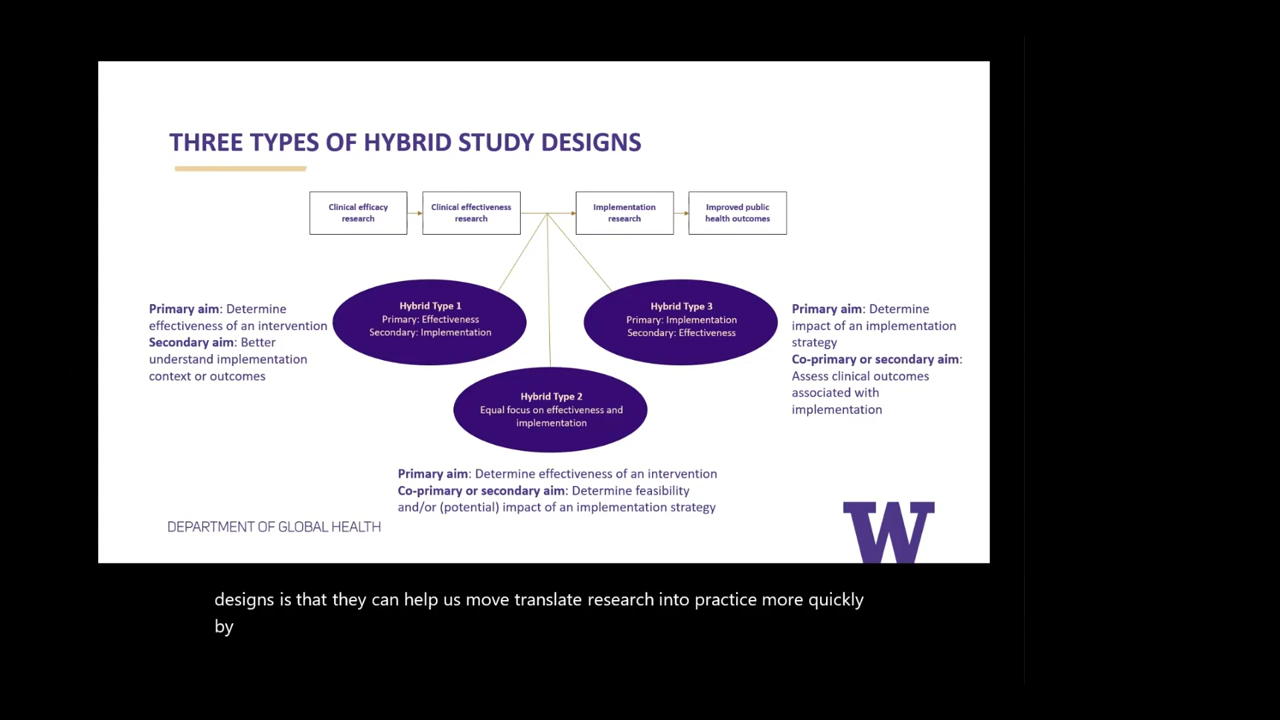 THREE TYPES OF HYBRID STUDY DESIGNS
Clinical efficacy
research
Clinical effectiveness
research
Implementation
research
Improved public
health outcomes
Primary aim: Determine
effectiveness of an intervention
Secondary aim: Better
understand implementation
context or outcomes
Hybrid Type 1
Primary: Effectiveness
Secondary: Implementation
Hybrid Type 3
Primary: Implementation
Secondary: Effectiveness
Primary aim: Determine
impact of an implementation
strategy
Co-primary or secondary aim:
Assess clinical outcomes
associated with
implementation
Hybrid Type 2
Equal focus on effectiveness and
implementation
Primary aim: Determine effectiveness of an intervention
Co-primary or secondary aim: Determine feasibility
and/or (potential) impact of an implementation strategy
DEPARTMENT OF GLOBAL HEALTH
W
designs is that they can help us move translate research into practice more quickly
by